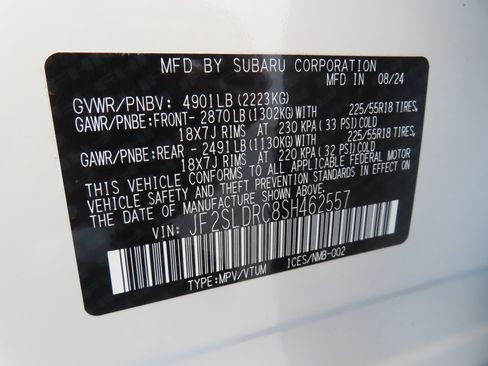 MFD BY SUBARU CORPORATION
MFD IN 08/24
GVWR/PNBV: 4901LB(2223KG)
GAWR/PNBE:FRONT- 2870LB(1302KG)WITH 225/55R18 TIRES,
18X7J RIMS AT 230 KPA( 33 PSI)COLD
GAWR/PNBE:REAR - 2491LB(1130KG)WITH 225/55R18 TIRES,
18X7J RIMS AT 220 KPA( 32 PSI)COLD
THIS VEHICLE CONFORMS TO ALL APPLICABLE FEDERAL MOTOR
VEHICLE SAFETY AND THEFT PREVENTION STANDARDS IN EFFECT ON
THE DATE OF MANUFACTURE SHOWN ABOVE.
VIN: JF2SLDRC8SH462557
TYPE:MPV/VTUM ICES/NMB-002